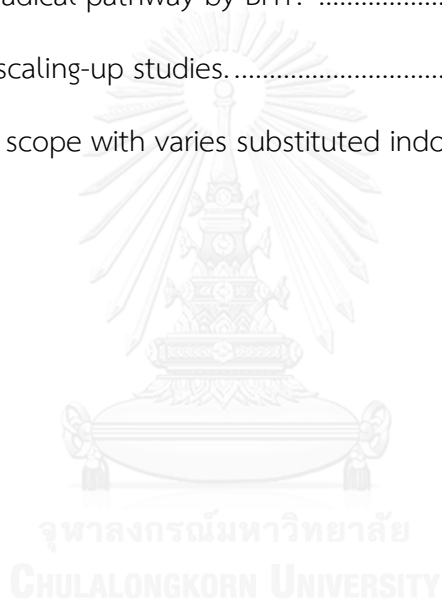 radical pathway by BHT. ..................
scaling-up studies. ...........................
scope with varies substituted indo
จุฬาลงกรณ์มหาวิทยาลัย
CHULALONGKORN UNIVERSITY